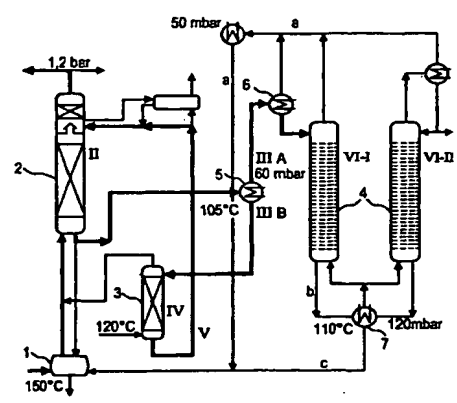 50 mbar
a
1,2 bar
a
6
2
II
III A
60 mbar
VI-I
VI-II
5
4
105°C
III B
3
IV
b
120°C
V
110°C
120mbar
7
1
c
150°C